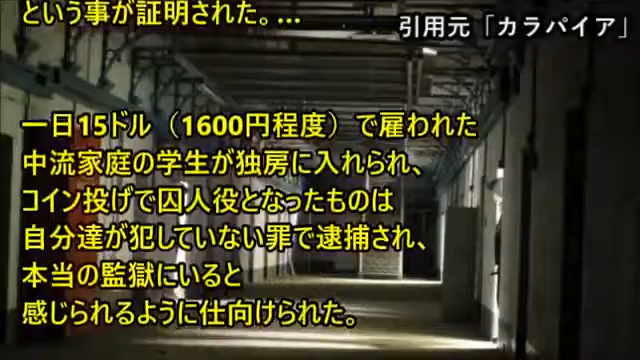 という事が証明された。...
引用元「カラパイア」
一日15ドル（1600円程度）で雇われた
中流家庭の学生が独房に入れられ、
コイン投げで囚人役となったものは
自分達が犯していない罪で逮捕され、
本当の監獄にいると
感じられるように仕向けられた。